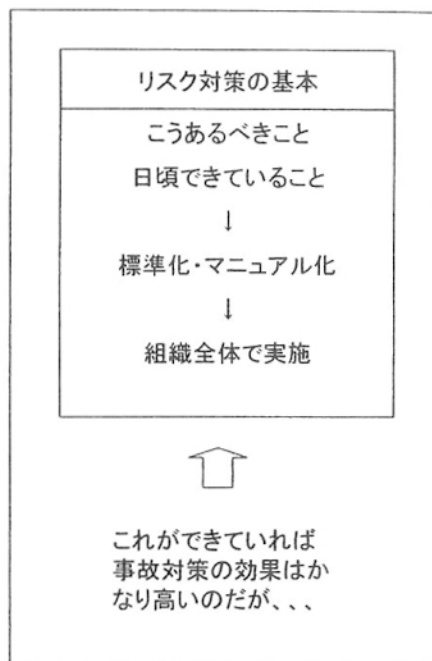 リスク対策の基本
こうあるべきこと
日頃できていること
↓
標準化・マニュアル化
↓
組織全体で実施
これができていれば
事故対策の効果はか
なり高いのだが、、、